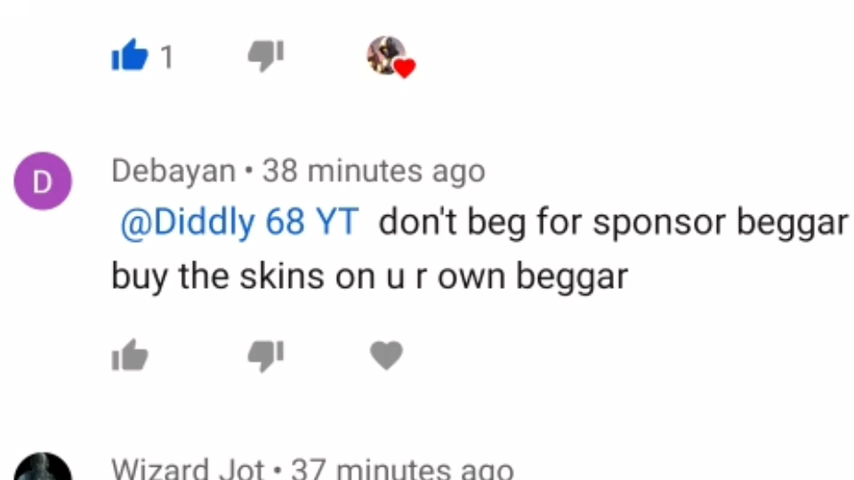 1
D
Debayan • 38 minutes ago
@Diddly 68 YT don't beg for sponsor beggar
buy the skins on u r own beggar
Wizard Jot • 37 minutes ago